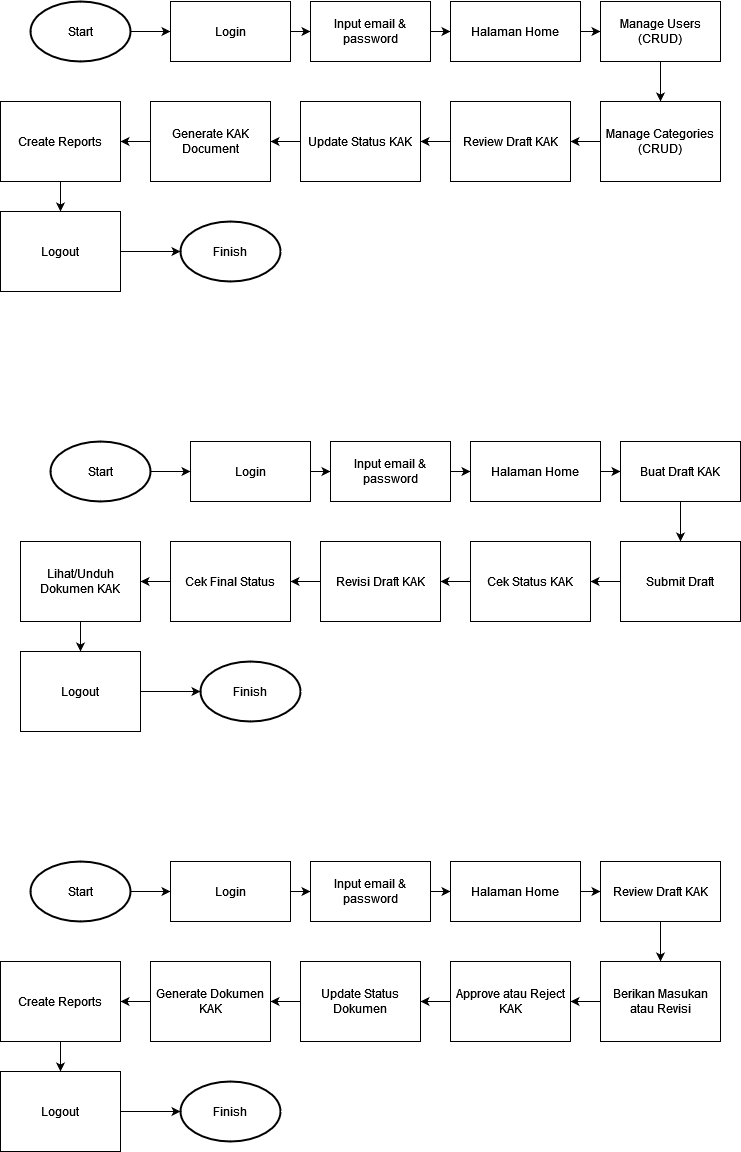 Start
Login
Input email &
password
Halaman Home
Manage Users
(CRUD)
Create Reports
Generate KAK
Document
Update Status KAK
Review Draft KAK
Manage Categories
(CRUD)
Logout
Finish
Start
Login
Input email &
password
Halaman Home
Buat Draft KAK
Lihat/Unduh
Dokumen KAK
Cek Final Status
Revisi Draft KAK
Cek Status KAK
Submit Draft
Logout
Finish
Start
Login
Input email &
password
Halaman Home
Review Draft KAK
Create Reports
Generate Dokumen
KAK
Update Status
Dokumen
Approve atau Reject
KAK
Berikan Masukan
atau Revisi
Logout
Finish